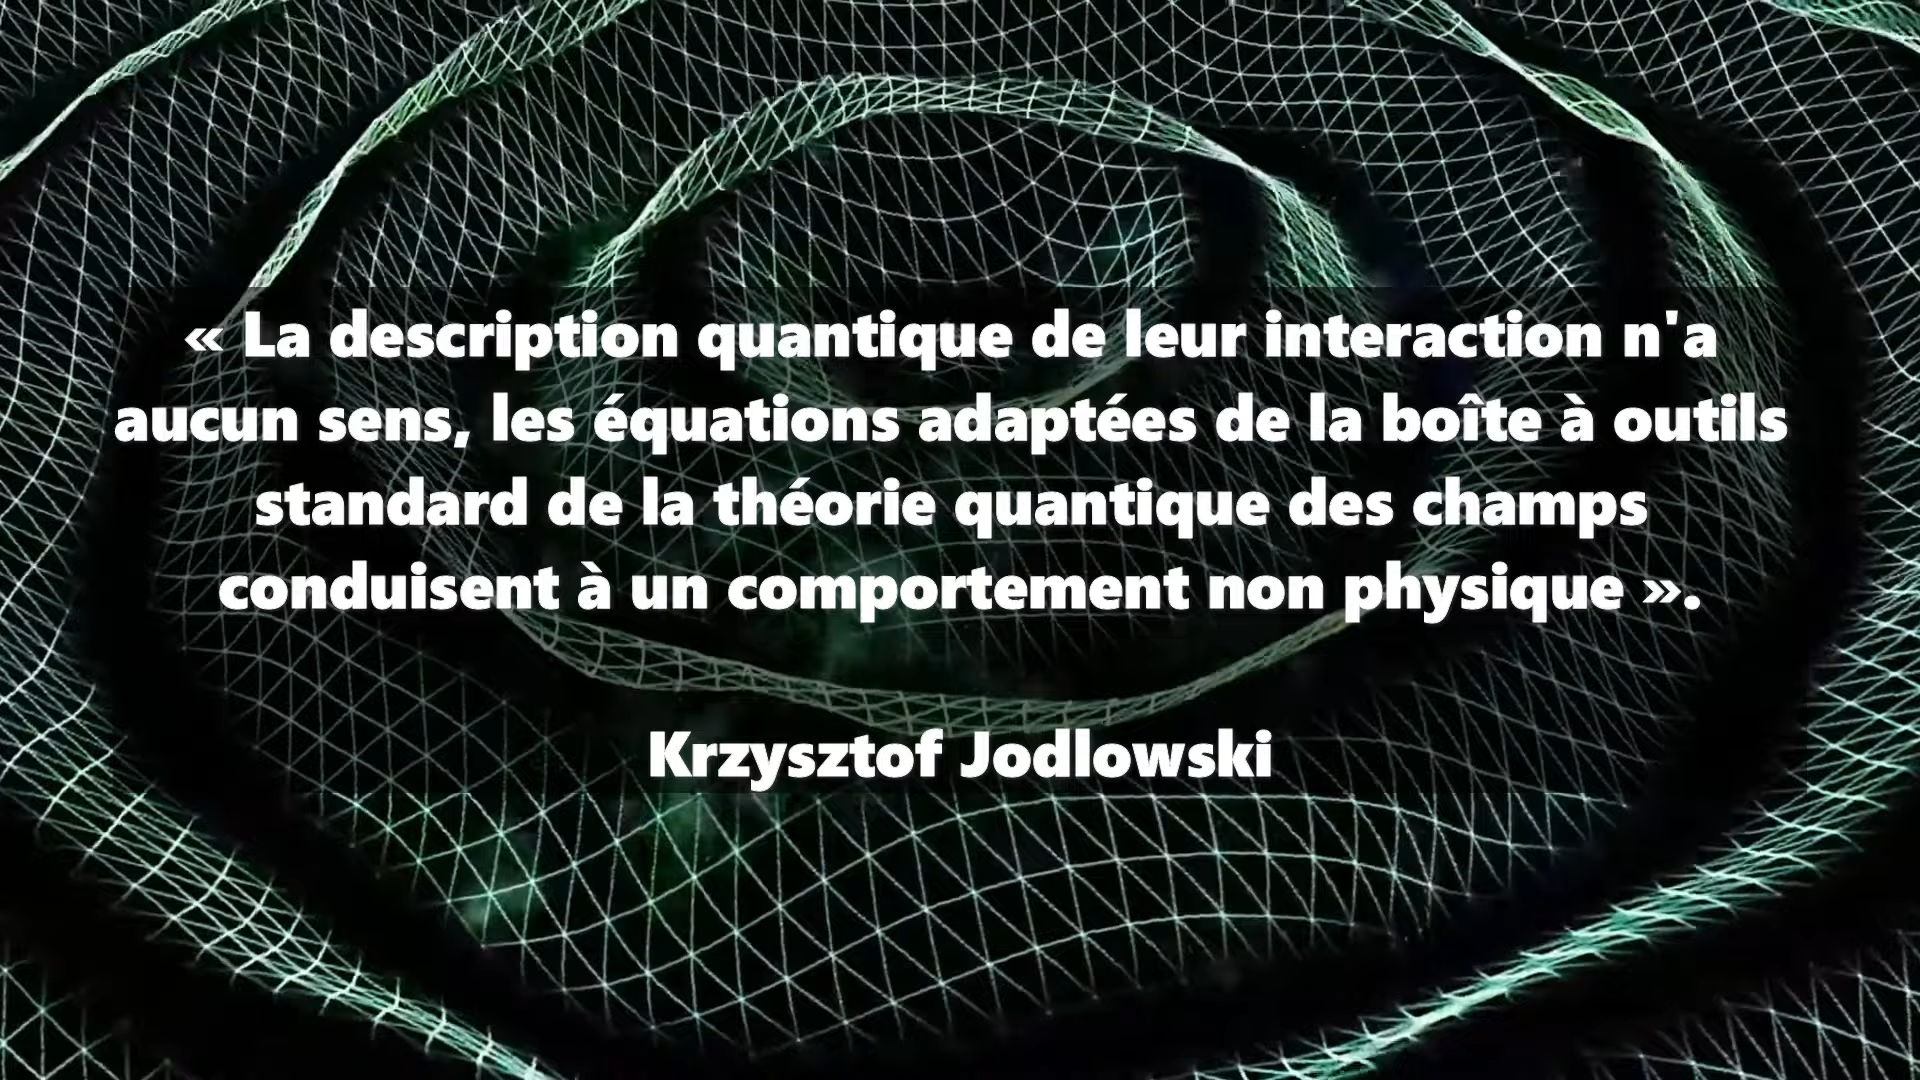 « La description quantique de leur interaction n'a
aucun sens, les équations adaptées de la boîte à outils
standard de la théorie quantique des champs
conduisent à un comportement non physique ».
Krzysztof Jodlowski